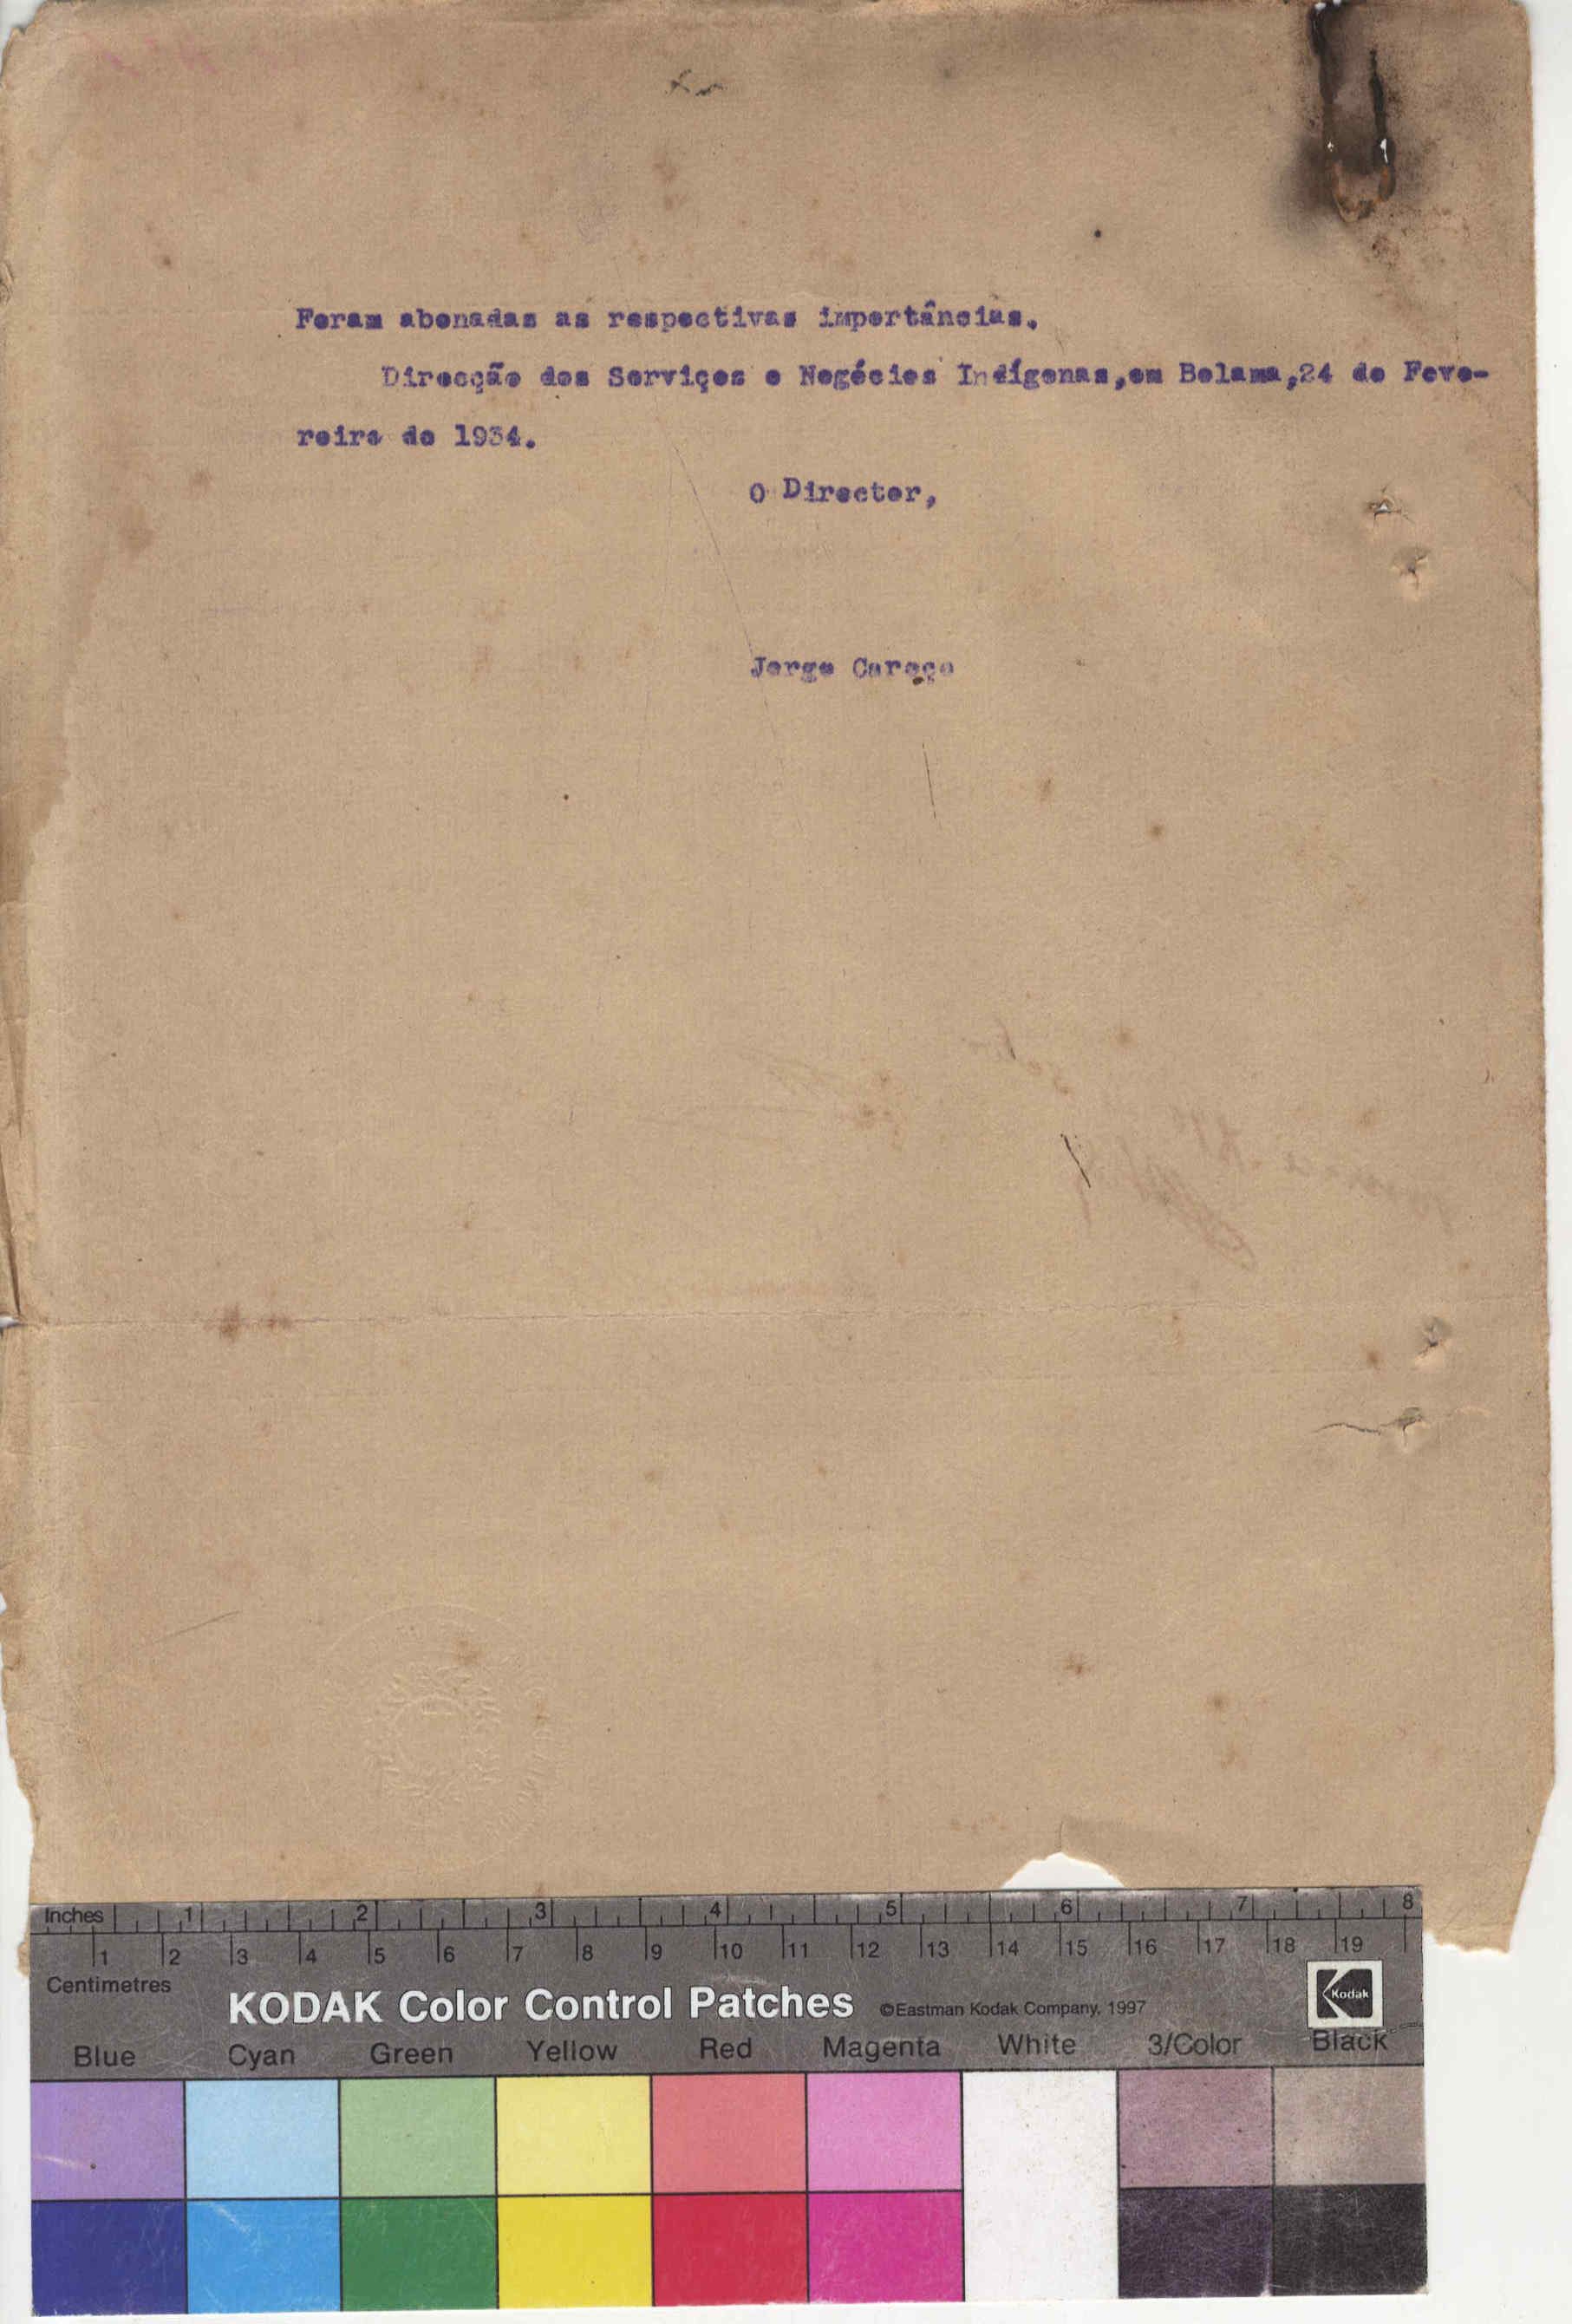 Foram abonadas as respectivas importâncias.
Direcção dos Serviços e Negócios Indígenas,em Bolama,24 de Feve-
reiro de 1934.
O Director,
Jorge Caroço
Inches 1 2 3 4 5 6 7 8
1 2 3 4 5 6 7 8 9 10 11 12 13 14 15 16 17 18 19
Centimetres
KODAK Color Control Patches ©Eastman Kodak Company, 1997 Kodak
Blue Cyan Green Yellow Red Magenta White 3/Color Black